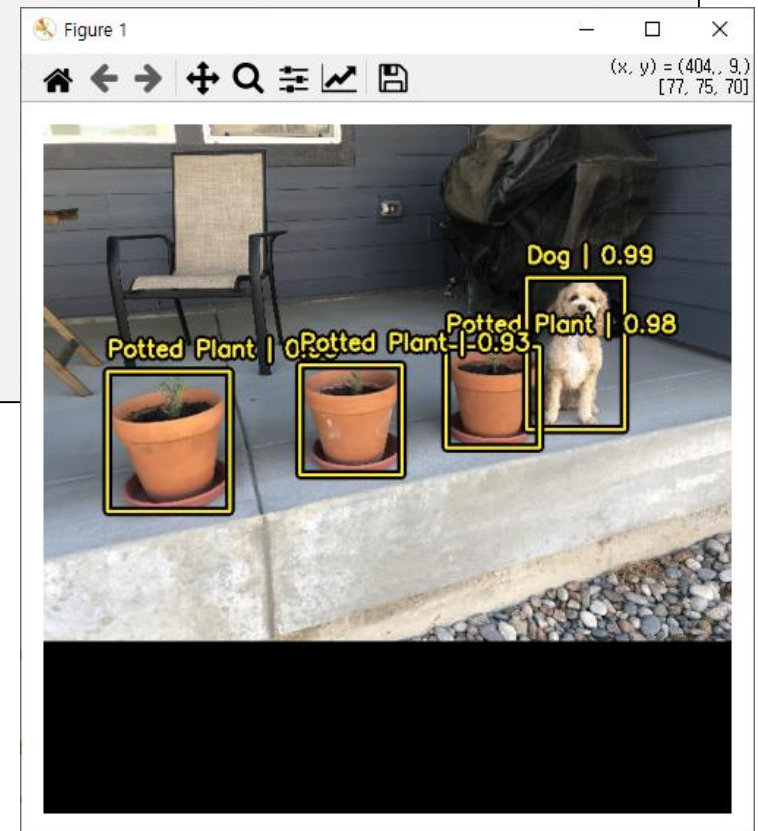 Figure 1
(x, y) = (404,, 9,)
[77, 75, 70]
Dog | 0.99
Potted Plant | 0.98
Potted Plant | 0.93
Potted Plant |